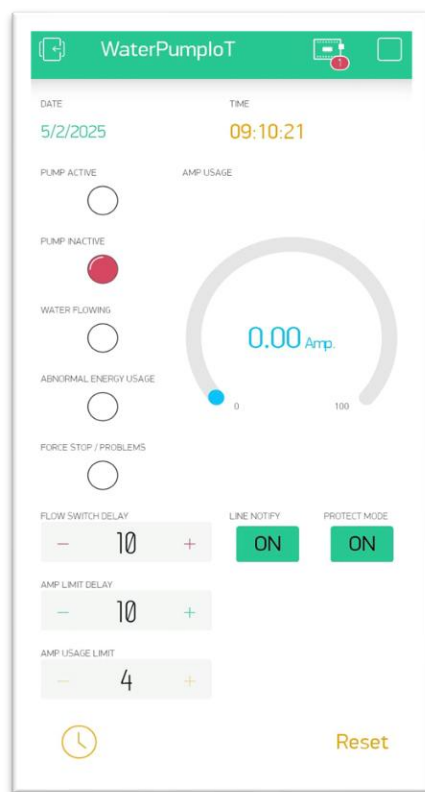 WaterPumpIoT
1
DATE
TIME
5/2/2025
09:10:21
PUMP ACTIVE
AMP USAGE
PUMP INACTIVE
WATER FLOWING
0.00 Amp.
ABNORMAL ENERGY USAGE
0
100
FORCE STOP / PROBLEMS
FLOW SWITCH DELAY
LINE NOTIFY
PROTECT MODE
− 10 +
ON
ON
AMP LIMIT DELAY
− 10 +
AMP USAGE LIMIT
− 4 +
Reset